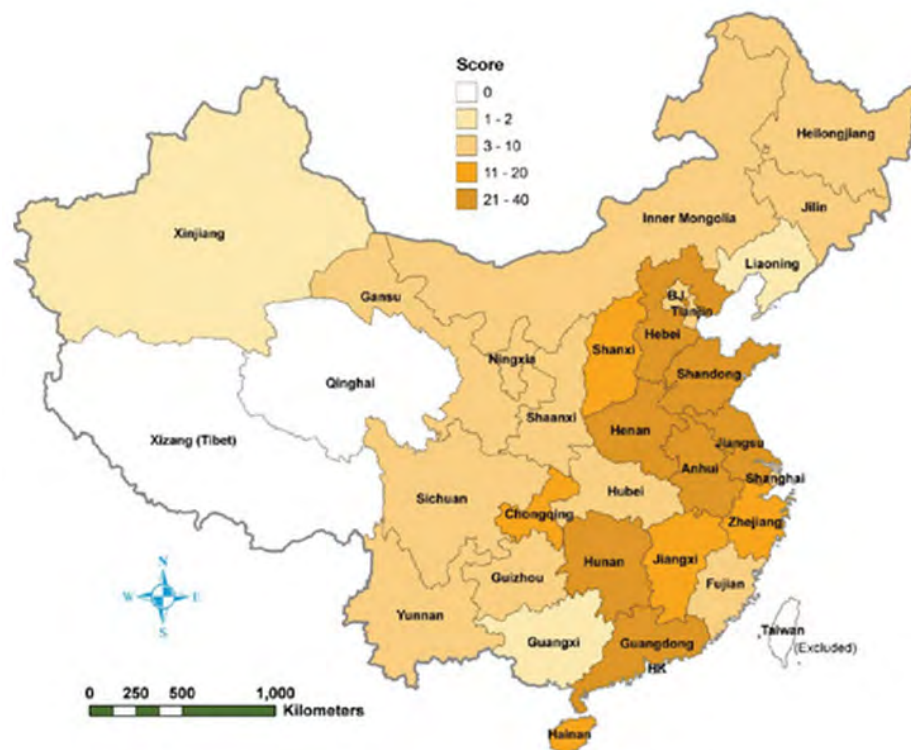 Score
0
1 - 2
3 - 10
11 - 20
21 - 40
Heilongjiang
Jilin
Inner Mongolia
Liaoning
Xinjiang
Gansu
BJ
Tianjin
Hebei
Shanxi
Ningxia
Shandong
Qinghai
Shaanxi
Henan
Xizang (Tibet)
Jiangsu
Anhui
Shanghai
Sichuan
Hubei
Chongqing
Zhejiang
Hunan
Jiangxi
Guizhou
Fujian
N
W E
S
Yunnan
Guangxi
Guangdong
Taiwan
(Excluded)
HK
0 250 500 1,000
Kilometers
Hainan